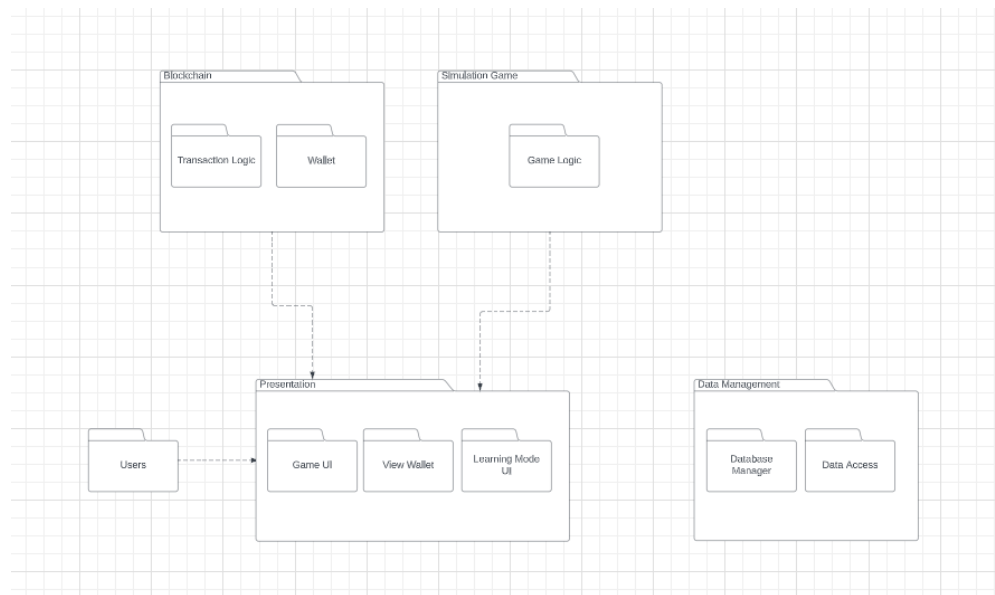 Blockchain
Simulation Game
Transaction Logic
Wallet
Game Logic
Presentation
Data Management
Users
Game UI
View Wallet
Learning Mode
UI
Database
Manager
Data Access